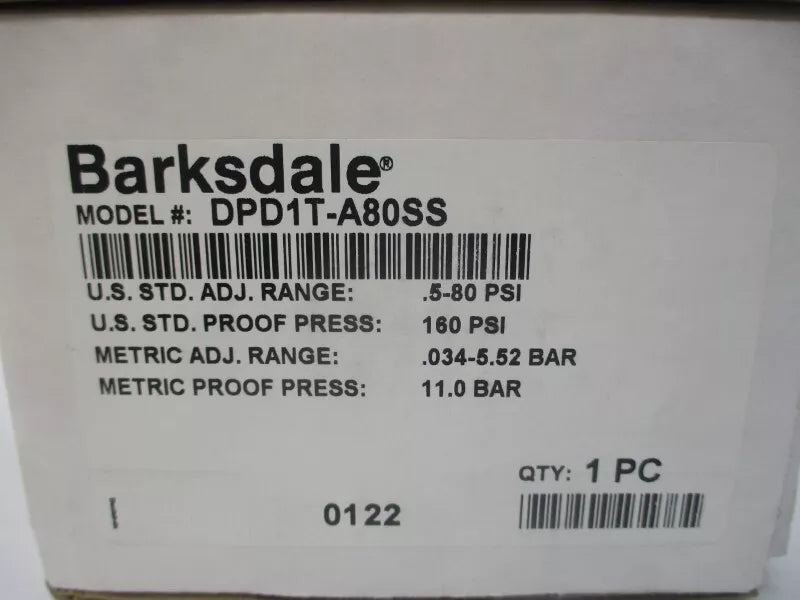 Barksdale®
MODEL #: DPD1T-A80SS
U.S. STD. ADJ. RANGE: .5-80 PSI
U.S. STD. PROOF PRESS: 160 PSI
METRIC ADJ. RANGE: .034-5.52 BAR
METRIC PROOF PRESS: 11.0 BAR
QTY: 1 PC
0122